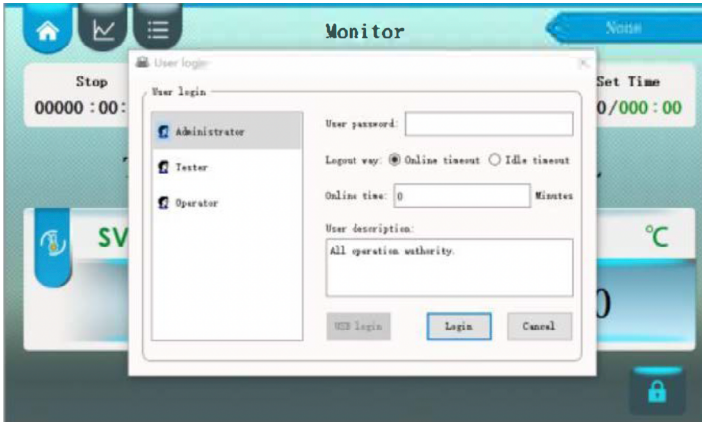 Monitor
None
User login
Stop
Set Time
00000 : 00 :
0/000 : 00
User login
Administrator
User password:
Logout way: Online timeout Idle timeout
Tester
Online time: 0 Minutes
Operator
User description:
SV
°C
All operation authority.
0
USB login Login Cancel